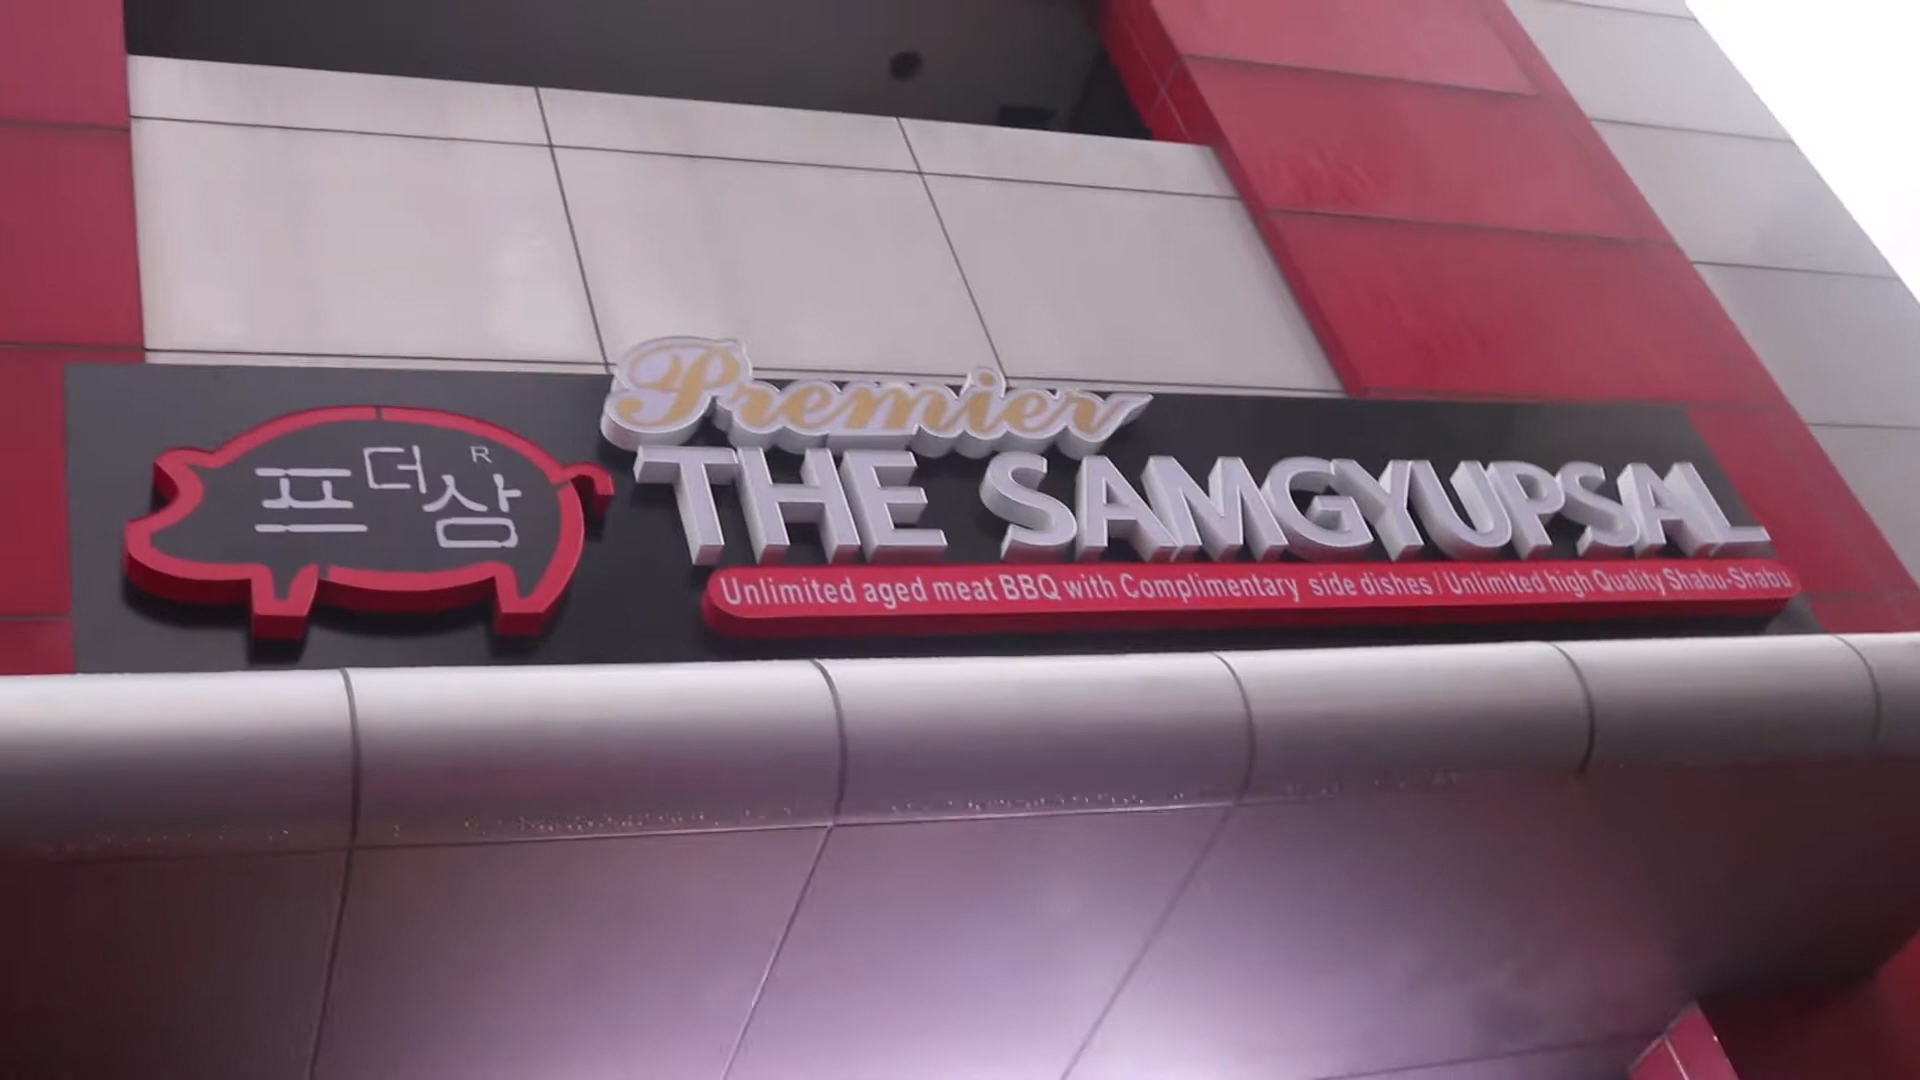 프더삼 R
Premier
THE SAMGYUPSAL
Unlimited aged meat BBQ with Complimentary side dishes / Unlimited high Quality Shabu-Shabu